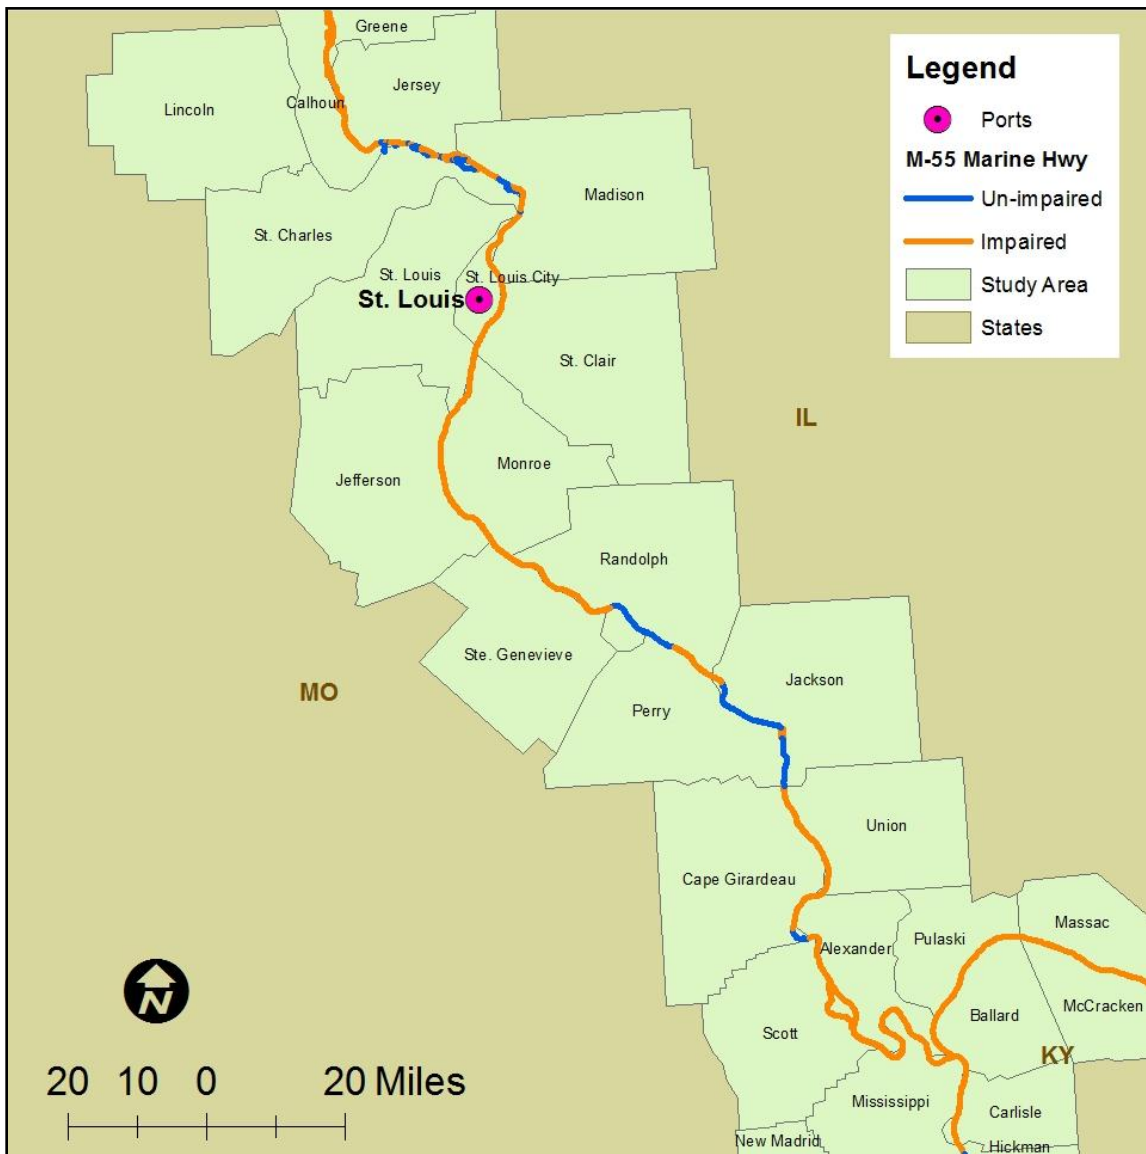 Greene
Jersey
Calhoun
Lincoln
Madison
St. Charles
St. Louis
St. Louis City
St. Louis
St. Clair
IL
Monroe
Jefferson
Randolph
Ste. Genevieve
MO
Perry
Jackson
Union
Cape Girardeau
Massac
Pulaski
Alexander
McCracken
Ballard
Scott
KY
Mississippi
Carlisle
New Madrid
Hickman
Legend
Ports
M-55 Marine Hwy
Un-impaired
Impaired
Study Area
States
N
20 10 0 20 Miles